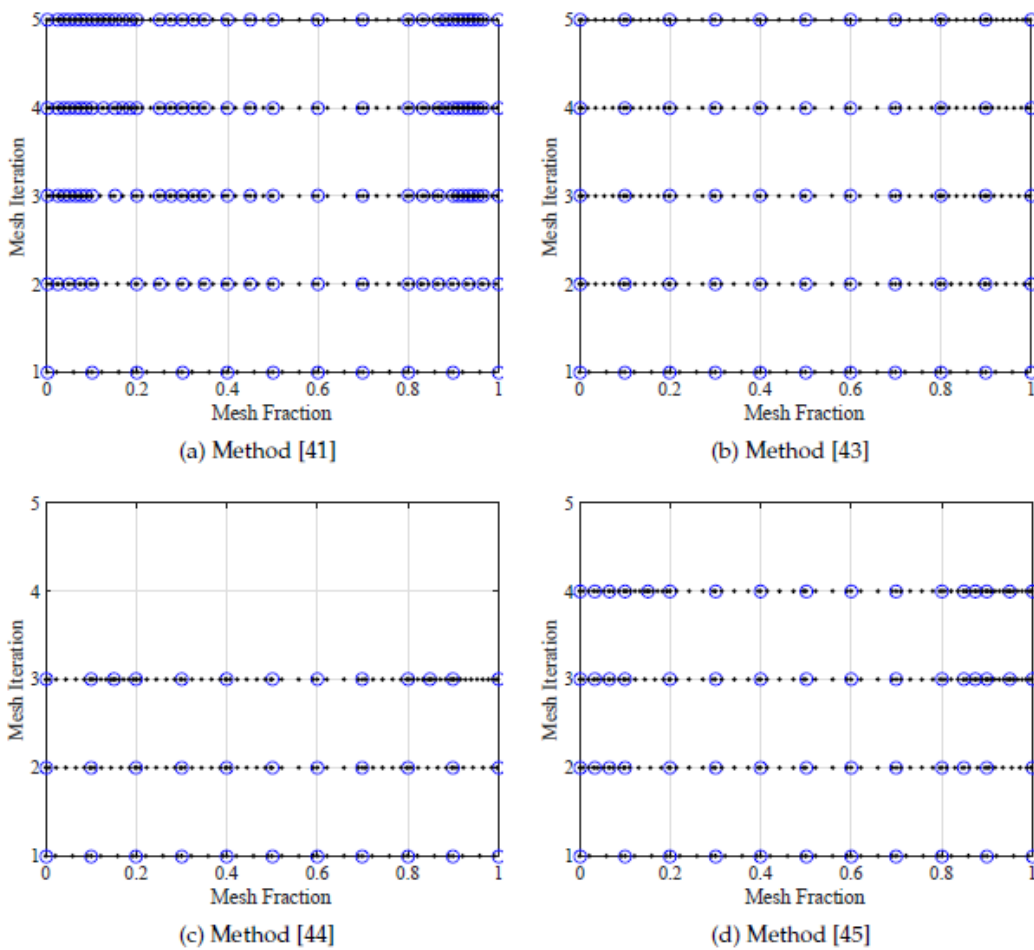 5 5
4 4
Mesh Iteration Mesh Iteration
3 3
2 2
1 1
0 0.2 0.4 0.6 0.8 1 0 0.2 0.4 0.6 0.8 1
Mesh Fraction Mesh Fraction
(a) Method [41] (b) Method [43]
5 5
4 4
Mesh Iteration Mesh Iteration
3 3
2 2
1 1
0 0.2 0.4 0.6 0.8 1 0 0.2 0.4 0.6 0.8 1
Mesh Fraction Mesh Fraction
(c) Method [44] (d) Method [45]